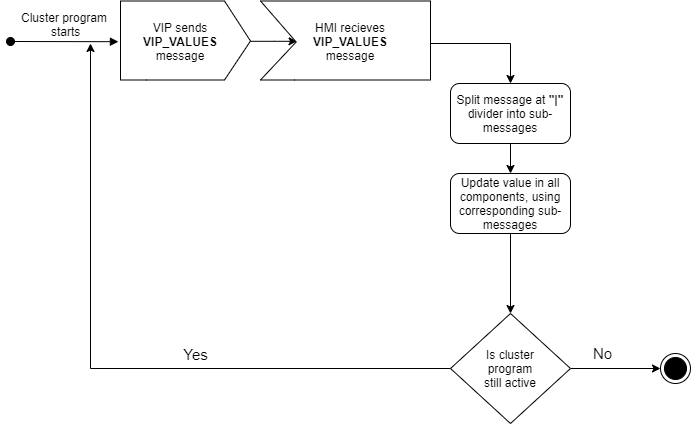 Cluster program
starts
VIP sends
VIP_VALUES
message
HMI recieves
VIP_VALUES
message
Split message at "|"
divider into sub-
messages
Update value in all
components, using
corresponding sub-
messages
Is cluster
program
still active
Yes
No